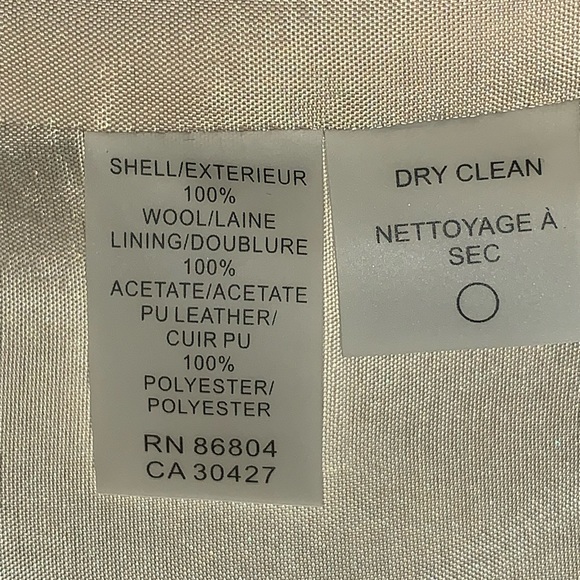 SHELL/EXTERIEUR
100%
WOOL/LAINE
LINING/DOUBLURE
100%
ACETATE/ACETATE
PU LEATHER/
CUIR PU
100%
POLYESTER/
POLYESTER
RN 86804
CA 30427
DRY CLEAN
NETTOYAGE À
SEC